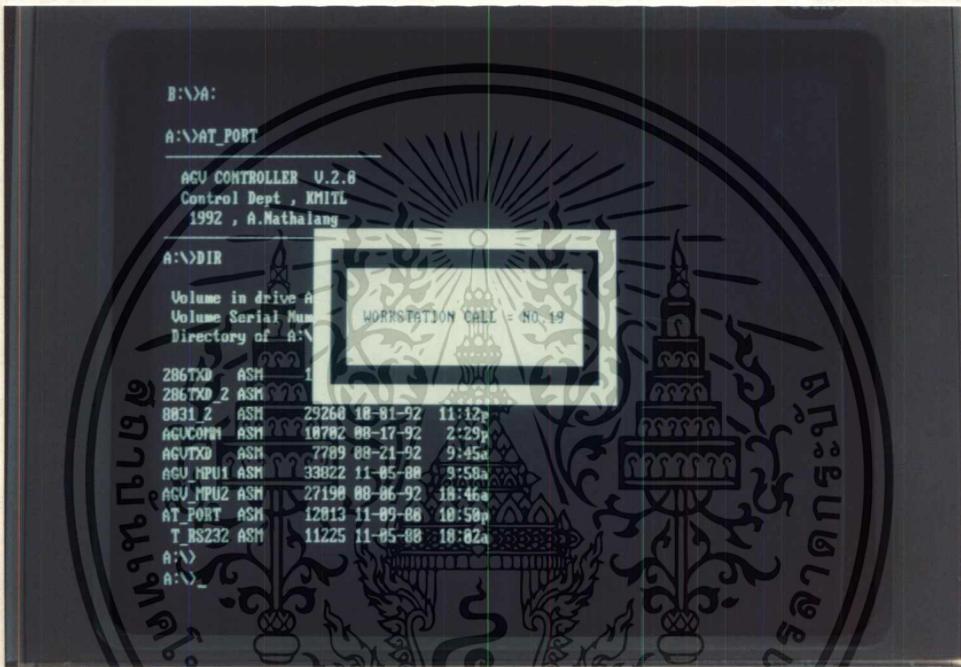 B:\>A:
A:\>AT_PORT
AGV CONTROLLER V.2.0
Control Dept , KMITL
1992 , A.Nathalang
A:\>DIR
Volume in drive A
Volume Serial Num
Directory of A:\
WORKSTATION CALL = NO.19
286TXD ASM 1
286TXD_2 ASM
8031_2 ASM 29260 10-01-92 11:12p
AGVCOMM ASM 10702 08-17-92 2:29p
AGVTXD ASM 7709 08-21-92 9:45a
AGV_MPU1 ASM 33022 11-05-80 9:58a
AGV_MPU2 ASM 27190 08-06-92 10:46a
AT_PORT ASM 12013 11-09-80 10:50p
T_RS232 ASM 11225 11-05-80 10:02a
A:\>
A:\>_